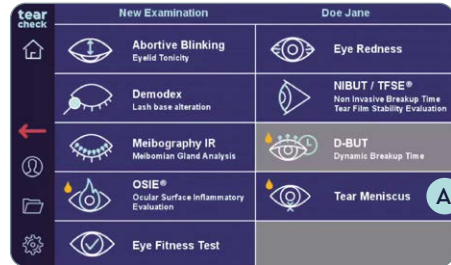 tear
check
New Examination
Doe Jane
Abortive Blinking
Eyelid Tonicity
Eye Redness
Demodex
Lash base alteration
NIBUT / TFSE®
Non Invasive Breakup Time
Tear Film Stability Evaluation
Meibography IR
Meibomian Gland Analysis
D-BUT
Dynamic Breakup Time
OSIE®
Ocular Surface Inflammatory
Evaluation
Tear Meniscus
A
Eye Fitness Test